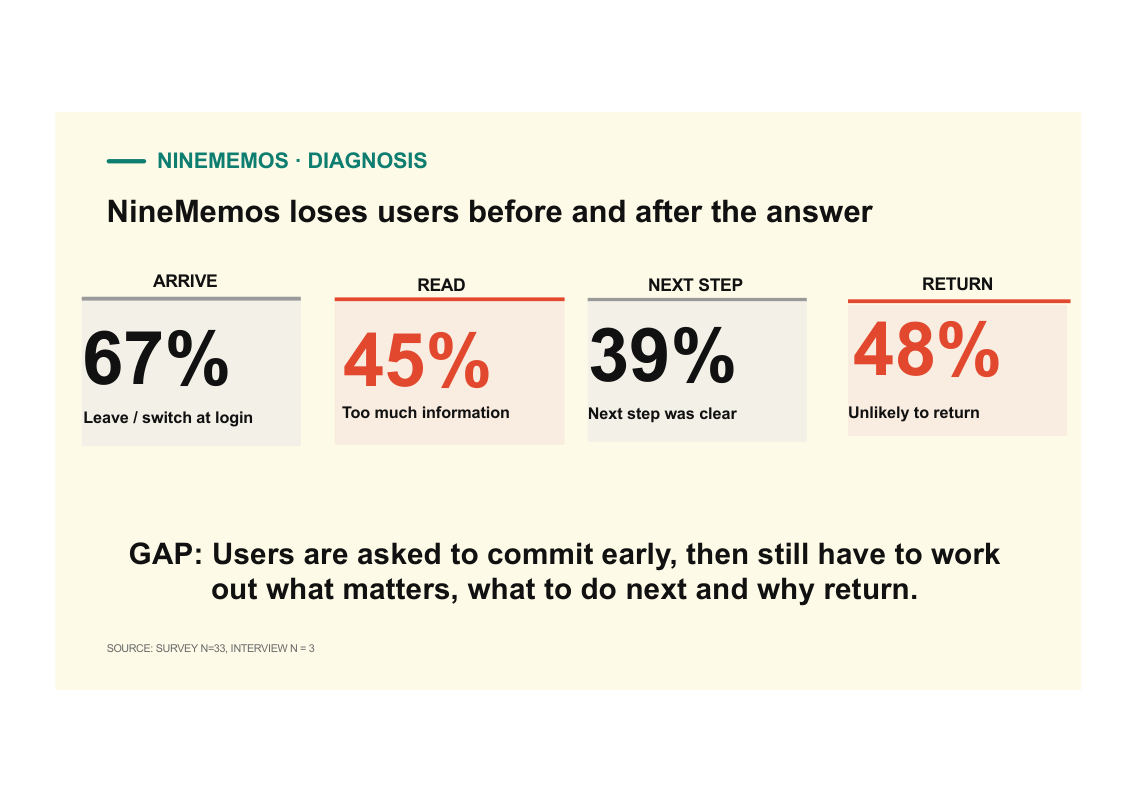 NINEMEMOS · DIAGNOSIS
NineMemos loses users before and after the answer
ARRIVE
67%
Leave / switch at login
READ
45%
Too much information
NEXT STEP
39%
Next step was clear
RETURN
48%
Unlikely to return
GAP: Users are asked to commit early, then still have to work
out what matters, what to do next and why return.
SOURCE: SURVEY N=33, INTERVIEW N = 3